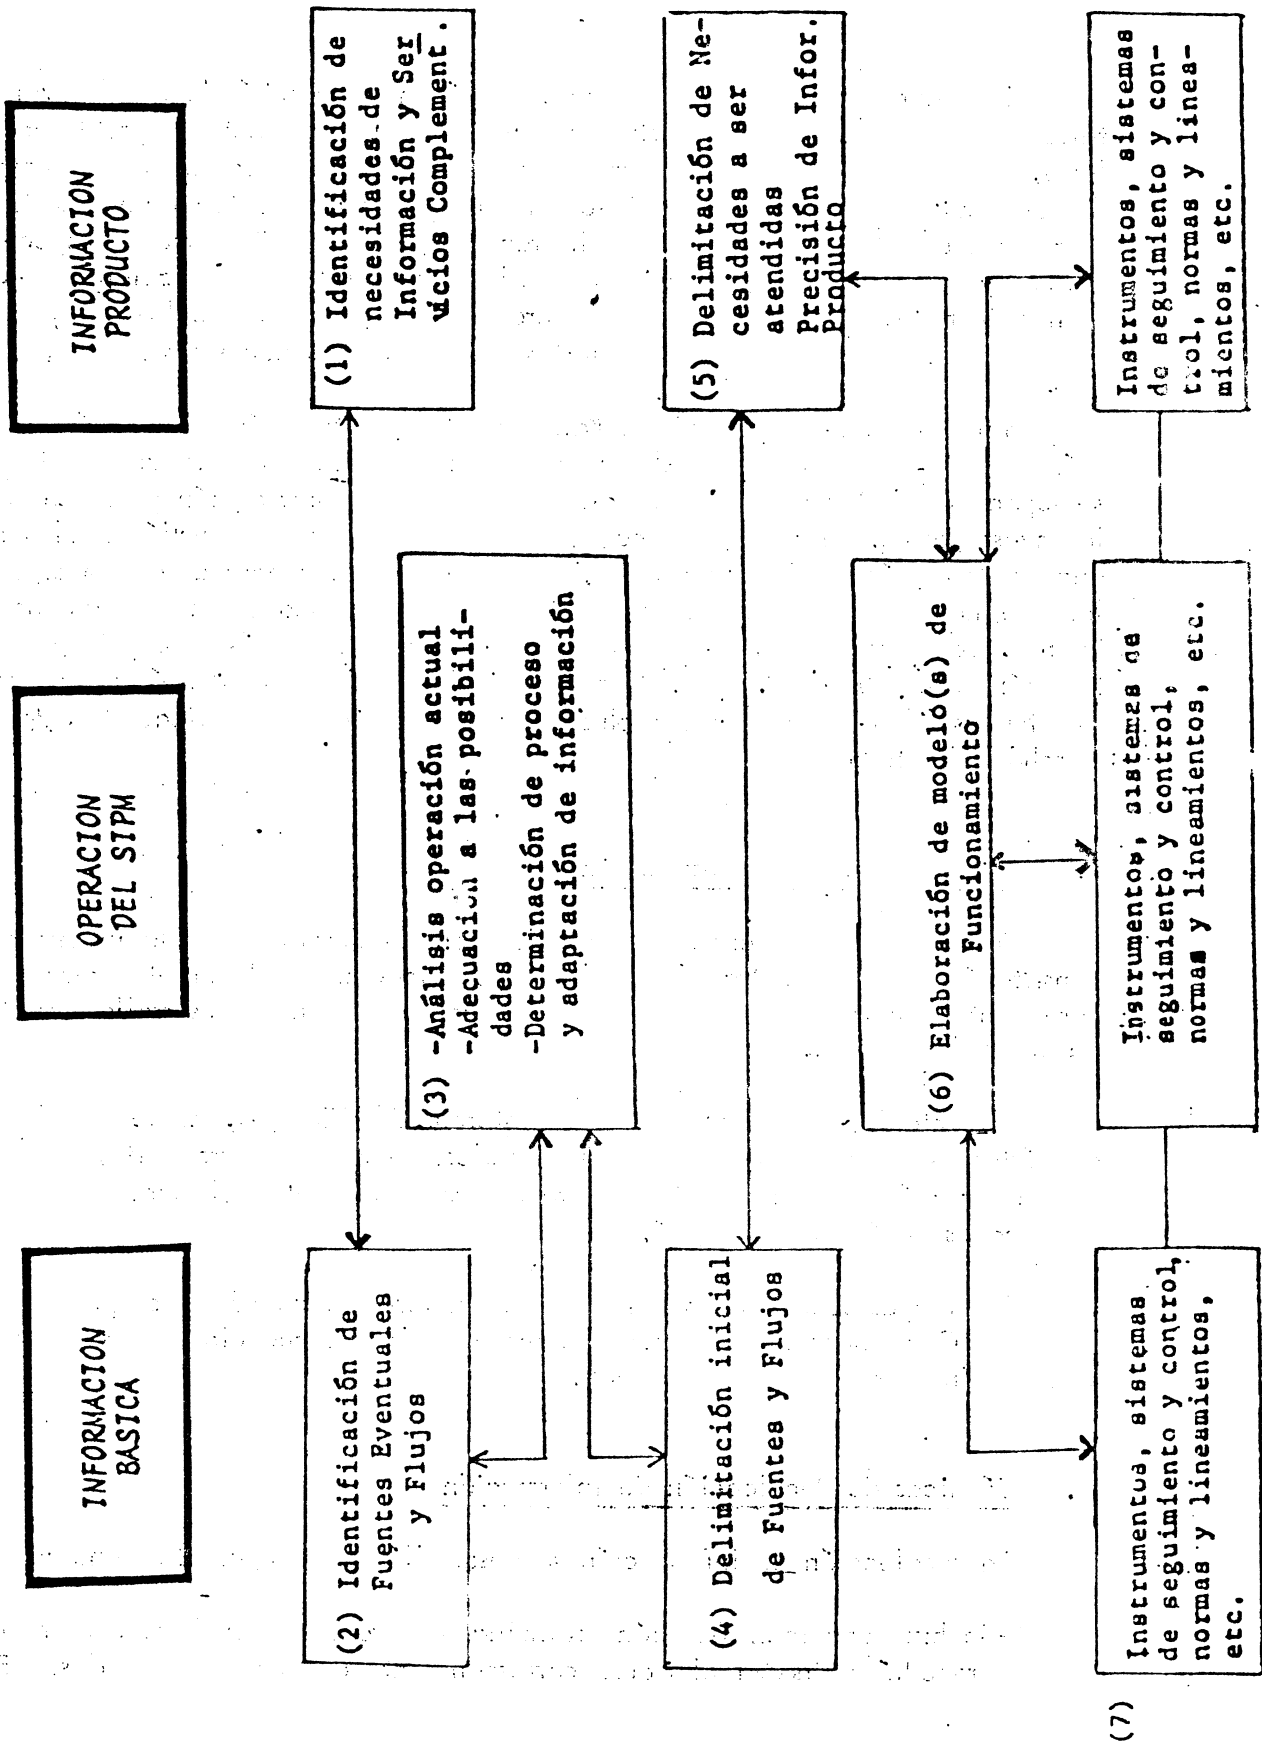 INFORMACION
BASICA
OPERACION
DEL SIPM
INFORMACION
PRODUCTO
(2) Identificación de
Fuentes Eventuales
y Flujos
(1) Identificación de
necesidades de
Información y Ser
vicios Complement.
(3) -Análisis operación actual
-Adecuación a las posibili-
dades
-Determinación de proceso
y adaptación de información
(4) Delimitación inicial
de Fuentes y Flujos
(5) Delimitación de Ne-
cesidades a ser
atendidas
Precisión de Infor.
Producto
(6) Elaboración de modeló(s) de
Funcionamiento
(7)
Instrumentos, sistemas
de seguimiento y control,
normas y lineamientos,
etc.
Instrumentos, sistemas de
seguimiento y control,
normas y lineamientos, etc.
Instrumentos, sistemas
de seguimiento y con-
trol, normas y linea-
mientos, etc.